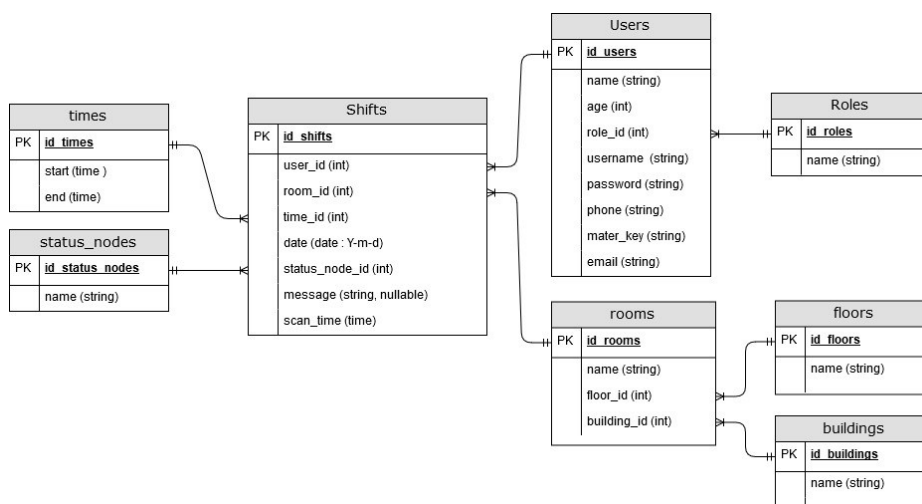 times
PK id_times
start (time )
end (time)
status_nodes
PK id_status_nodes
name (string)
Shifts
PK id_shifts
user_id (int)
room_id (int)
time_id (int)
date (date : Y-m-d)
status_node_id (int)
message (string, nullable)
scan_time (time)
Users
PK id_users
name (string)
age (int)
role_id (int)
username (string)
password (string)
phone (string)
mater_key (string)
email (string)
Roles
PK id_roles
name (string)
rooms
PK id_rooms
name (string)
floor_id (int)
building_id (int)
floors
PK id_floors
name (string)
buildings
PK id_buildings
name (string)